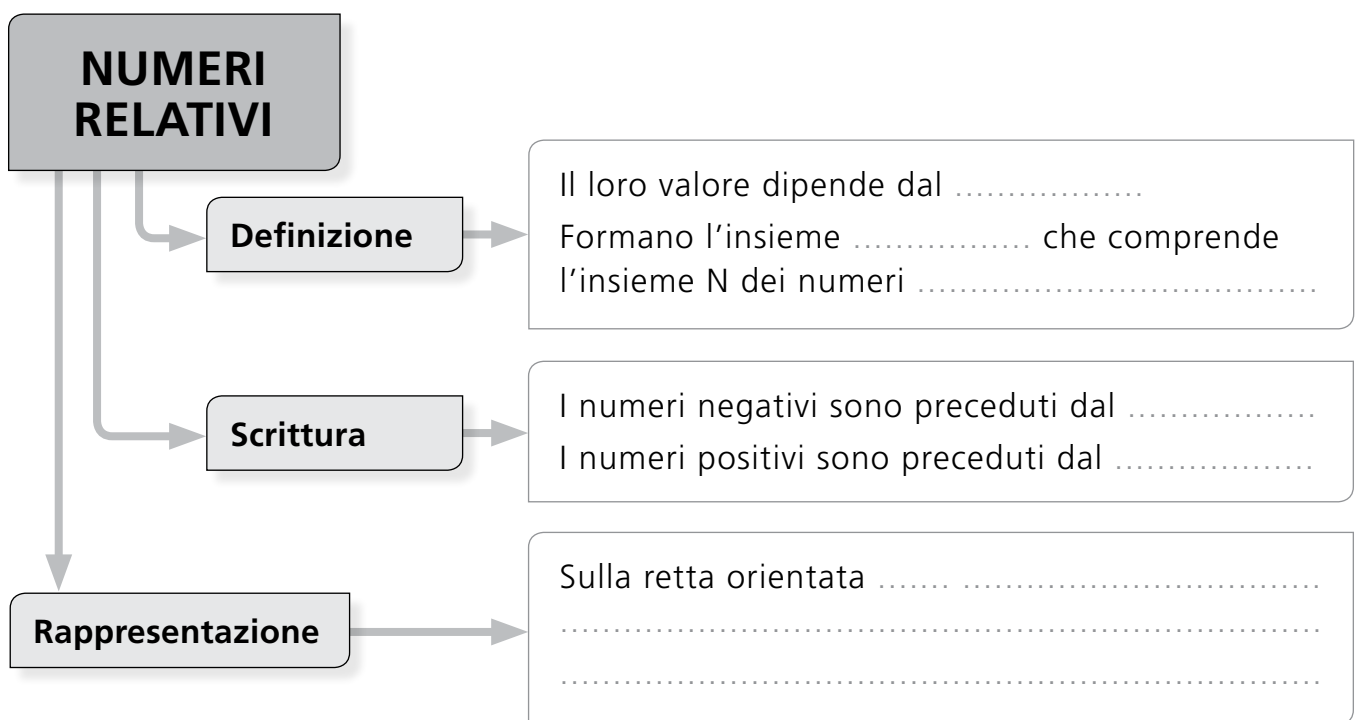 NUMERI
RELATIVI
Definizione
Il loro valore dipende dal ..................
Formano l'insieme ................. che comprende
l'insieme N dei numeri ......................................
Scrittura
I numeri negativi sono preceduti dal ..................
I numeri positivi sono preceduti dal ...................
Rappresentazione
Sulla retta orientata ....... ..................................
.........................................................................
.........................................................................